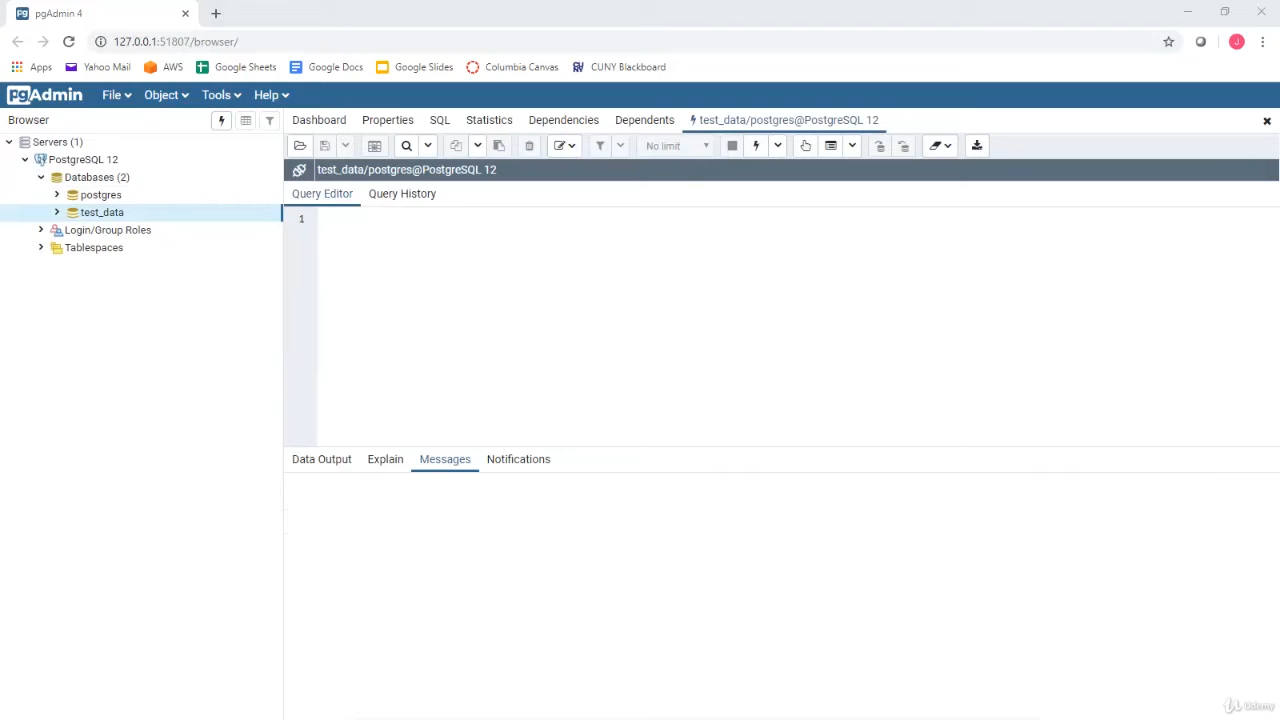 pgAdmin 4
127.0.0.1:51807/browser/
Apps Yahoo Mail AWS Google Sheets Google Docs Google Slides Columbia Canvas CUNY Blackboard
pgAdmin File Object Tools Help
Browser
Dashboard Properties SQL Statistics Dependencies Dependents test_data/postgres@PostgreSQL 12
Servers (1)
PostgreSQL 12
Databases (2)
postgres
test_data
Login/Group Roles
Tablespaces
No limit
test_data/postgres@PostgreSQL 12
Query Editor Query History
1
Data Output Explain Messages Notifications
Udemy